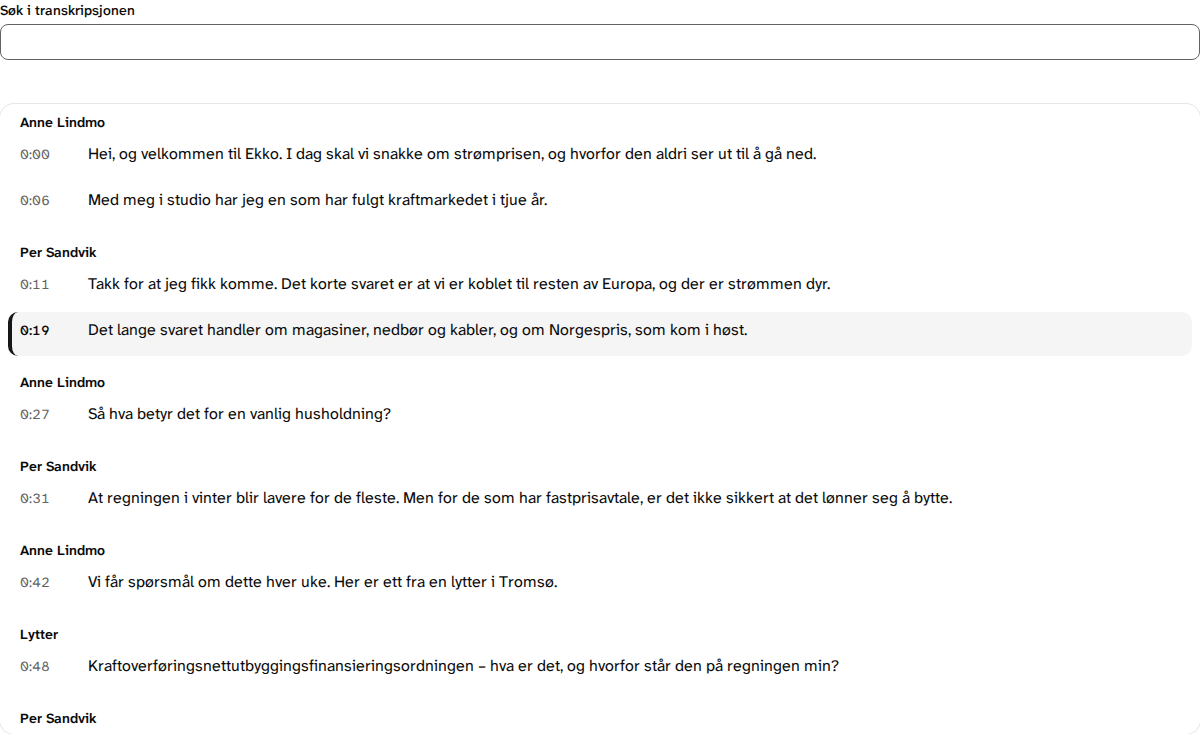 Søk i transkripsjonen
Anne Lindmo
0:00 Hei, og velkommen til Ekko. I dag skal vi snakke om strømprisen, og hvorfor den aldri ser ut til å gå ned.
0:06 Med meg i studio har jeg en som har fulgt kraftmarkedet i tjue år.
Per Sandvik
0:11 Takk for at jeg fikk komme. Det korte svaret er at vi er koblet til resten av Europa, og der er strømmen dyr.
0:19 Det lange svaret handler om magasiner, nedbør og kabler, og om Norgespris, som kom i høst.
Anne Lindmo
0:27 Så hva betyr det for en vanlig husholdning?
Per Sandvik
0:31 At regningen i vinter blir lavere for de fleste. Men for de som har fastprisavtale, er det ikke sikkert at det lønner seg å bytte.
Anne Lindmo
0:42 Vi får spørsmål om dette hver uke. Her er ett fra en lytter i Tromsø.
Lytter
0:48 Kraftoverføringsnettutbyggingsfinansieringsordningen – hva er det, og hvorfor står den på regningen min?
Per Sandvik